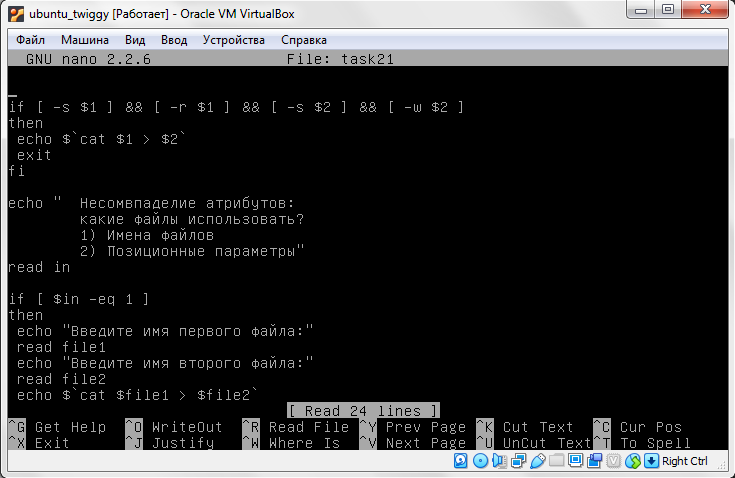 ubuntu_twiggy [Работает] - Oracle VM VirtualBox
Файл Машина Вид Ввод Устройства Справка
GNU nano 2.2.6 File: task21
if [ -s $1 ] && [ -r $1 ] && [ -s $2 ] && [ -w $2 ]
then
echo $`cat $1 > $2`
exit
fi
echo " Несомвпаделие атрибутов:
какие файлы использовать?
1) Имена файлов
2) Позиционные параметры"
read in
if [ $in -eq 1 ]
then
echo "Введите имя первого файла:"
read file1
echo "Введите имя второго файла:"
read file2
echo $`cat $file1 > $file2`
[ Read 24 lines ]
^G Get Help ^O WriteOut ^R Read File ^Y Prev Page ^K Cut Text ^C Cur Pos
^X Exit ^J Justify ^W Where Is ^V Next Page ^U UnCut Text ^T To Spell
Right Ctrl